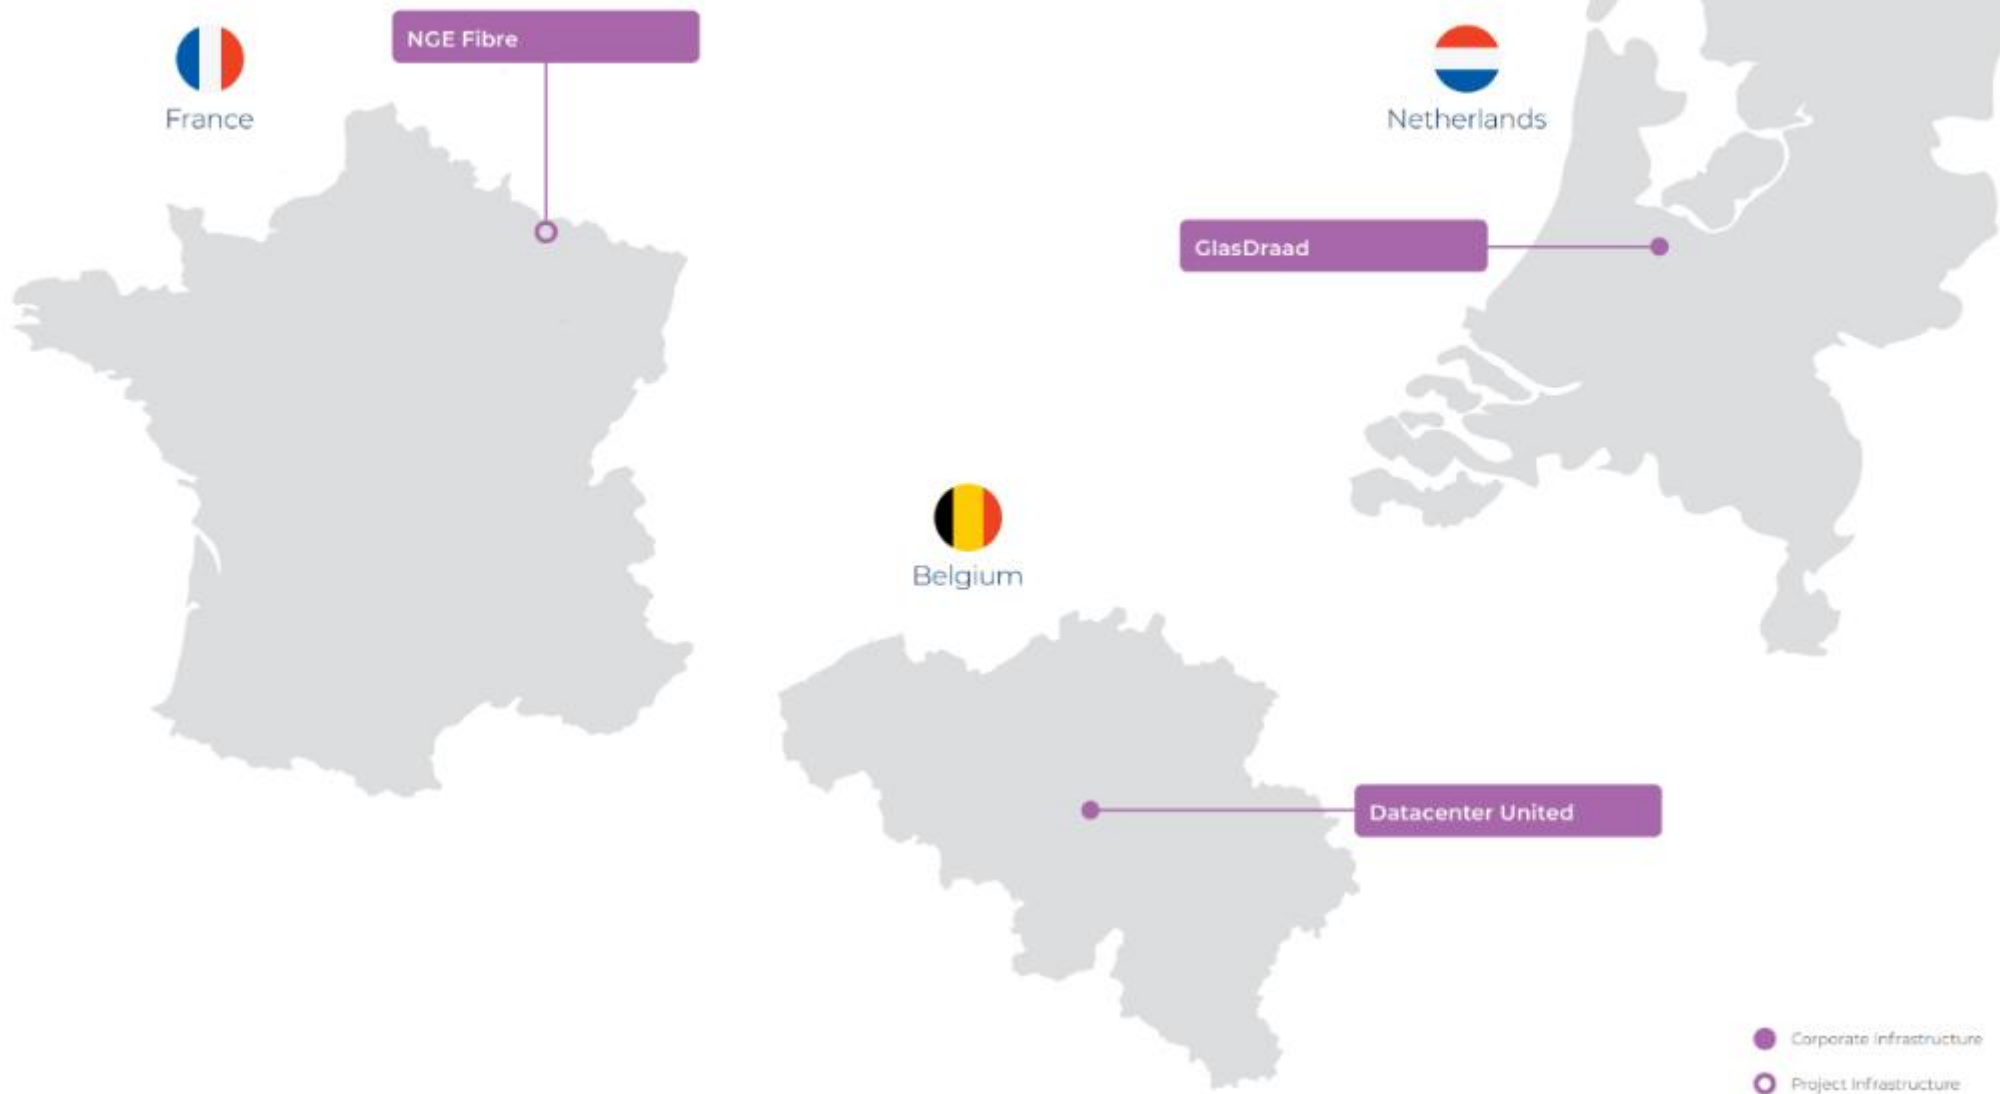 NGE Fibre
France
Netherlands
GlasDraad
Belgium
Datacenter United
Corporate Infrastructure
Project Infrastructure